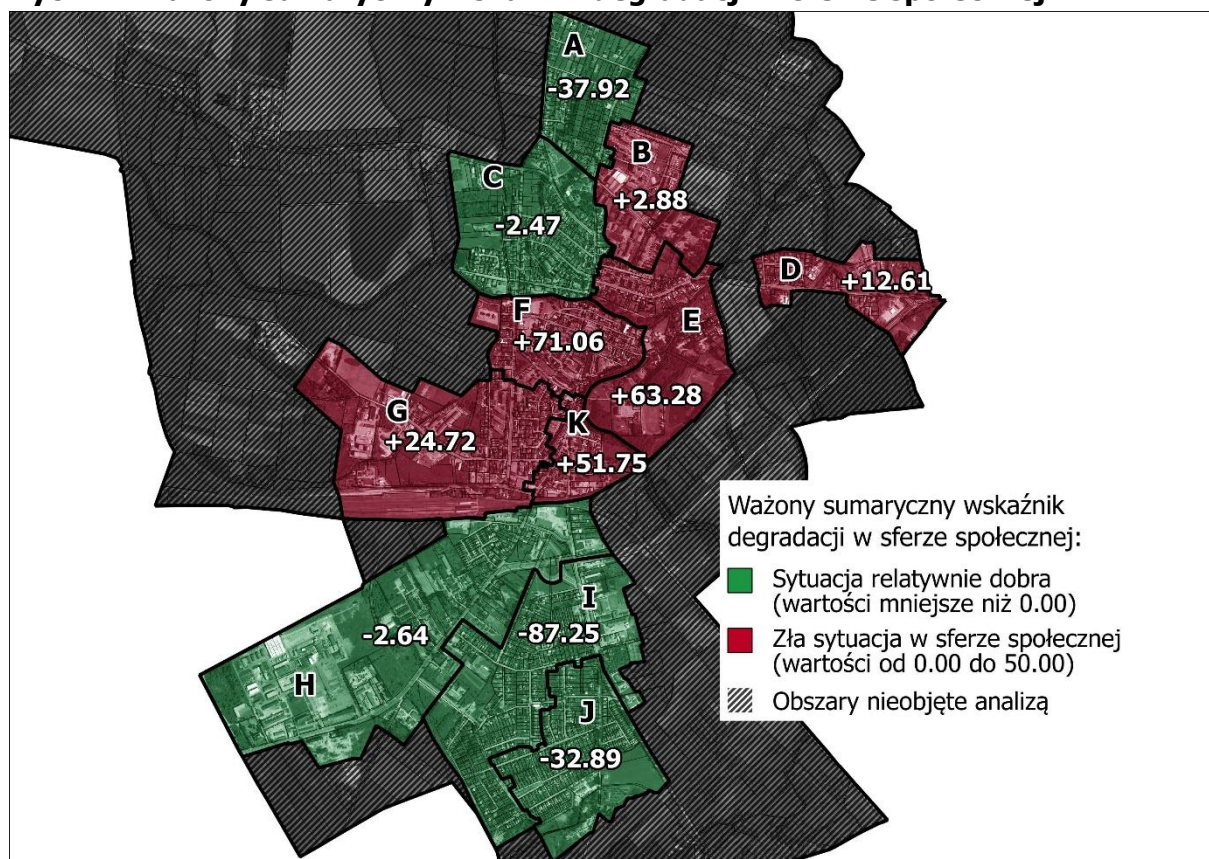 A
-37.92
B
+2.88
C
-2.47
D
+12.61
E
+63.28
F
+71.06
G
+24.72
K
+51.75
Ważony sumaryczny wskaźnik
degradacji w sferze społecznej:
Sytuacja relatywnie dobra
(wartości mniejsze niż 0.00)
Zła sytuacja w sferze społecznej
(wartości od 0.00 do 50.00)
Obszary nieobjęte analizą
H
-2.64
I
-87.25
J
-32.89